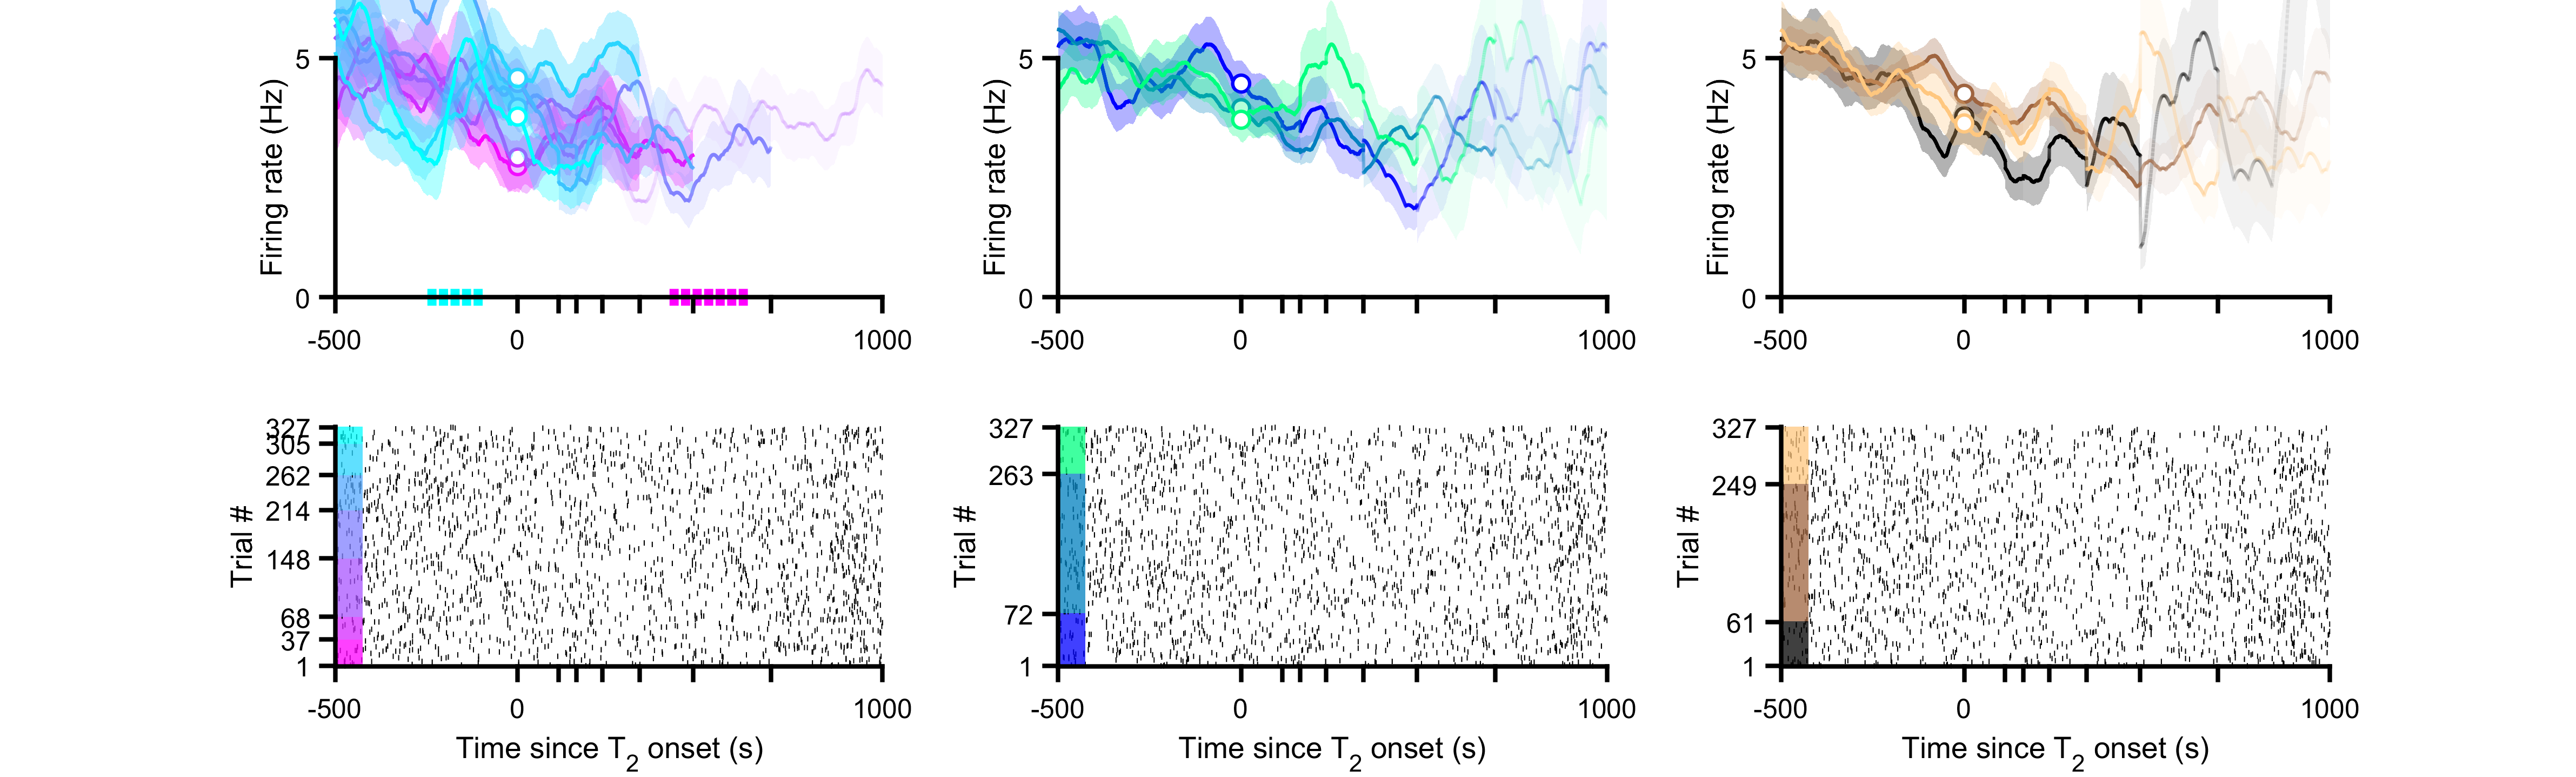 5
Firing rate (Hz)
0
-500 0 1000
5
Firing rate (Hz)
0
-500 0 1000
5
Firing rate (Hz)
0
-500 0 1000
327
305
262
214
148
68
37
1
Trial #
-500 0 1000
Time since T2 onset (s)
327
263
72
1
Trial #
-500 0 1000
Time since T2 onset (s)
327
249
61
1
Trial #
-500 0 1000
Time since T2 onset (s)